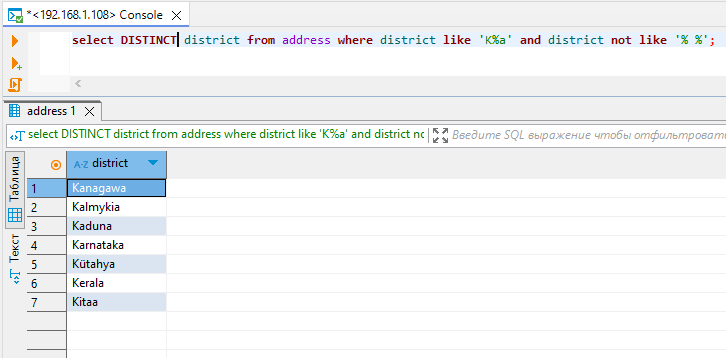 *<192.168.1.108> Console
select DISTINCT district from address where district like 'K%a' and district not like '% %';
address 1
select DISTINCT district from address where district like 'K%a' and district no
Введите SQL выражение чтобы отфильтроват
Таблица
Текст
A-Z district
1 Kanagawa
2 Kalmykia
3 Kaduna
4 Karnataka
5 Kütahya
6 Kerala
7 Kitaa